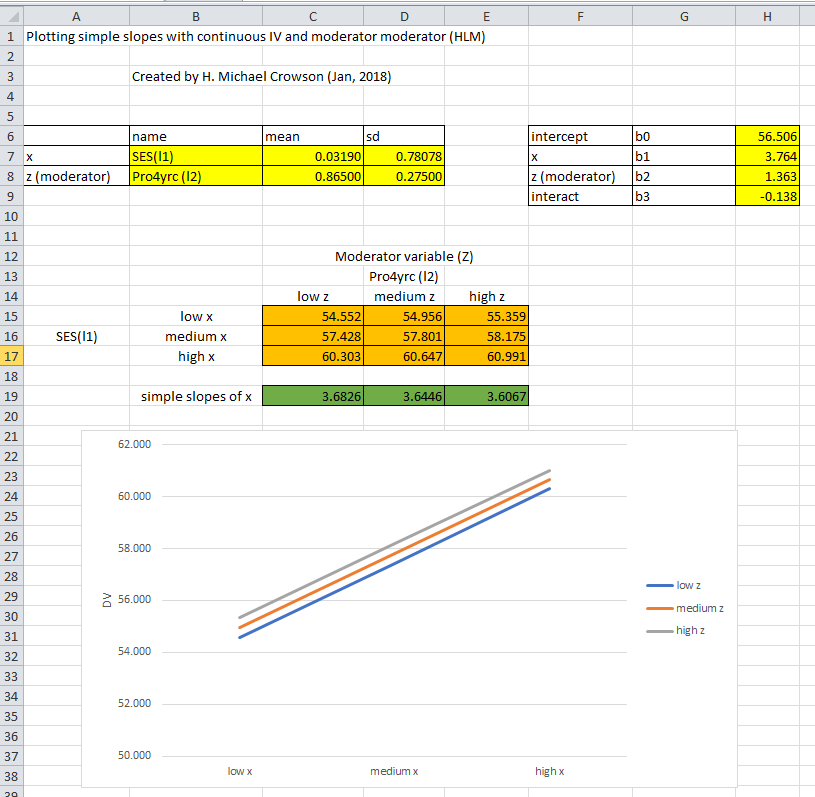 A B C D E F G H
1 Plotting simple slopes with continuous IV and moderator moderator (HLM)
2
3 Created by H. Michael Crowson (Jan, 2018)
4
5
6 name mean sd intercept b0 56.506
7 x SES(l1) 0.03190 0.78078 x b1 3.764
8 z (moderator) Pro4yrc (l2) 0.86500 0.27500 z (moderator) b2 1.363
9 interact b3 -0.138
10
11
12 Moderator variable (Z)
13 Pro4yrc (l2)
14 low z medium z high z
15 low x 54.552 54.956 55.359
16 SES(l1) medium x 57.428 57.801 58.175
17 high x 60.303 60.647 60.991
18
19 simple slopes of x 3.6826 3.6446 3.6067
20
21 62.000
22
23
24 60.000
25
26 58.000
27
28
29 56.000 DV low z
30 medium z
31 high z
32 54.000
33
34 52.000
35
36
37 50.000
38 low x medium x high x
39